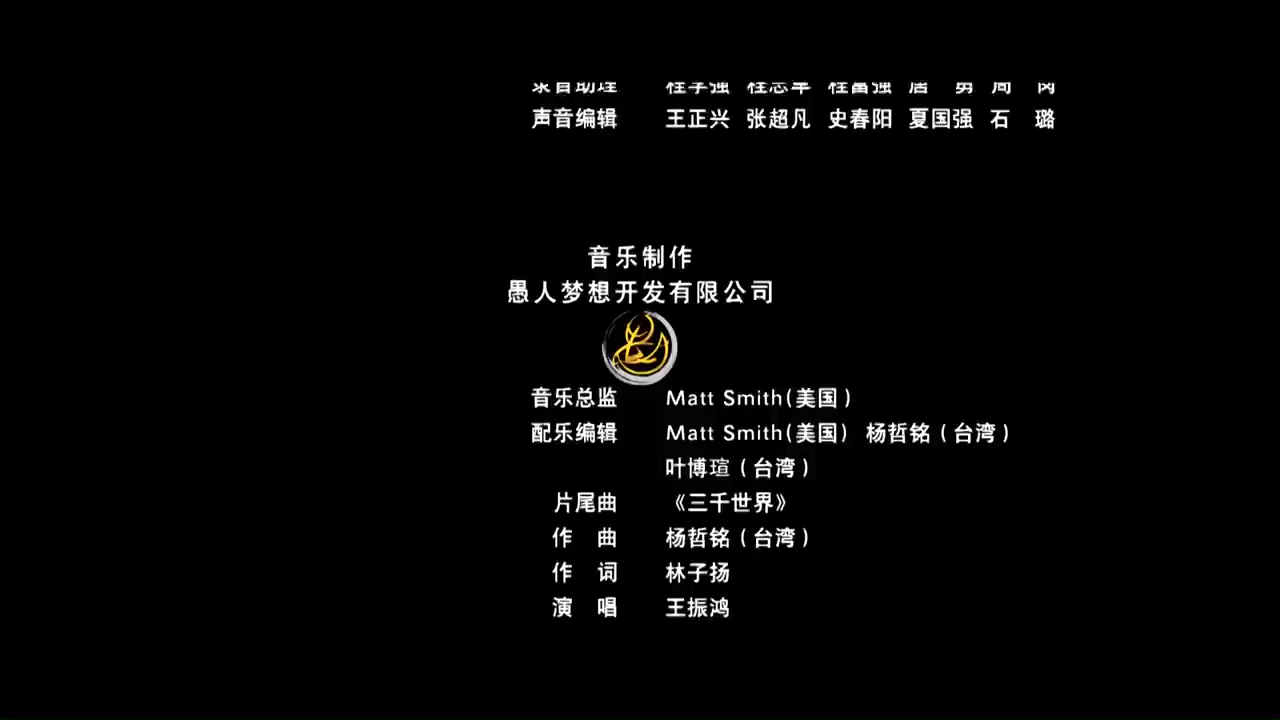 声音编辑 王正兴 张超凡 史春阳 夏国强 石 璐
音乐制作
愚人梦想开发有限公司
音乐总监 Matt Smith(美国)
配乐编辑 Matt Smith(美国) 杨哲铭(台湾)
叶博瑄(台湾)
片尾曲 《三千世界》
作 曲 杨哲铭(台湾)
作 词 林子扬
演 唱 王振鸿